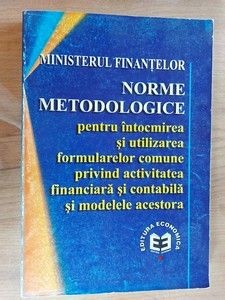 MINISTERUL FINANȚELOR
NORME
METODOLOGICE
pentru întocmirea
și utilizarea
formularelor comune
privind activitatea
financiară și contabilă
și modelele acestora
EDITURA ECONOMICĂ